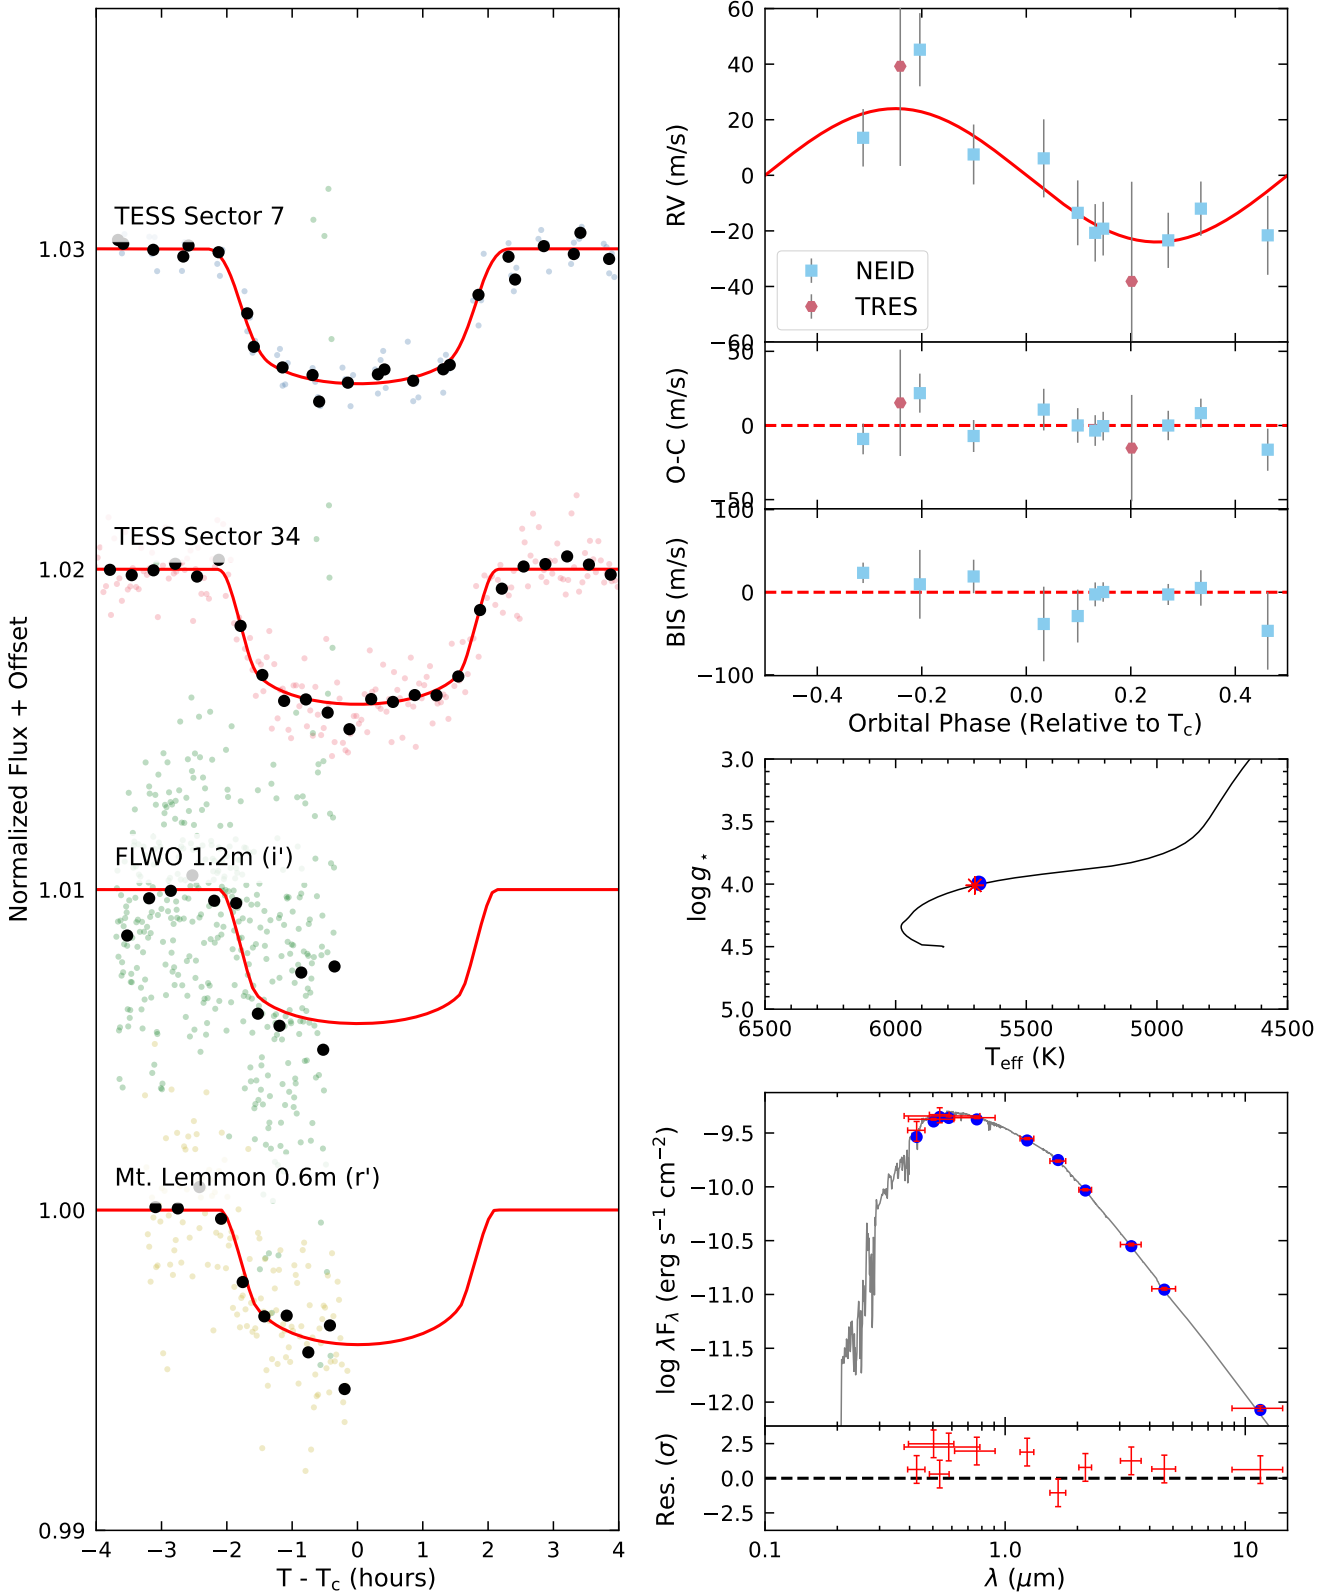 Normalized Flux + Offset
1.03
1.02
1.01
1.00
0.99
TESS Sector 7
TESS Sector 34
FLWO 1.2m (i')
Mt. Lemmon 0.6m (r')
−4 −3 −2 −1 0 1 2 3 4
T - Tc (hours)
RV (m/s)
60
40
20
0
−20
−40
−60
NEID
TRES
O-C (m/s)
50
0
−50
BIS (m/s)
100
0
−100
−0.4 −0.2 0.0 0.2 0.4
Orbital Phase (Relative to Tc)
log g⋆
3.0
3.5
4.0
4.5
5.0
6500 6000 5500 5000 4500
Teff (K)
log λFλ (erg s−1 cm−2)
−9.5
−10.0
−10.5
−11.0
−11.5
−12.0
Res. (σ)
2.5
0.0
−2.5
0.1 1.0 10
λ (μm)